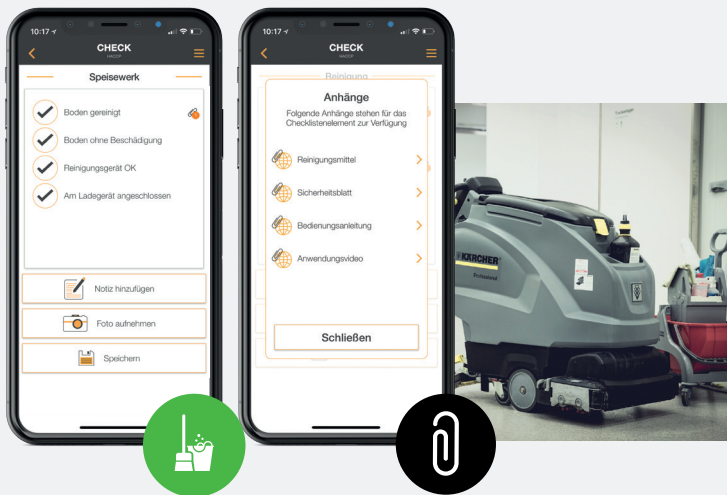 10:17
CHECK
HACCP
Speisewerk
Boden gereinigt
Boden ohne Beschädigung
Reinigungsgerät OK
Am Ladegerät angeschlossen
Notiz hinzufügen
Foto aufnehmen
Speichern
10:17
CHECK
HACCP
Reinigung
Anhänge
Folgende Anhänge stehen für das
Checklistenelement zur Verfügung
Reinigungsmittel
Sicherheitsblatt
Bedienungsanleitung
Anwendungsvideo
Schließen
KÄRCHER
Professional